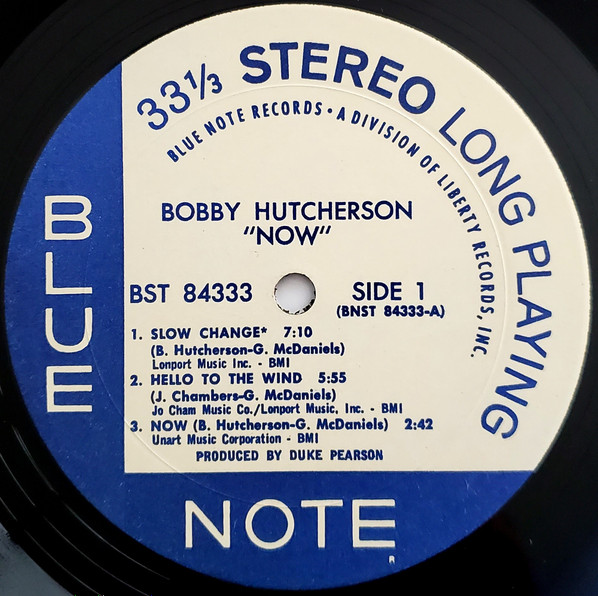 33⅓ STEREO LONG PLAYING
BLUE NOTE RECORDS • A DIVISION OF LIBERTY RECORDS, INC.
BOBBY HUTCHERSON
"NOW"
BST 84333 SIDE 1
(BNST 84333-A)
1. SLOW CHANGE* 7:10
(B. Hutcherson-G. McDaniels)
Lonport Music Inc. - BMI
2. HELLO TO THE WIND 5:55
(J. Chambers-G. McDaniels)
Jo Cham Music Co./Lonport Music, Inc. - BMI
3. NOW (B. Hutcherson-G. McDaniels) 2:42
Unart Music Corporation - BMI
PRODUCED BY DUKE PEARSON
BLUE
NOTE
R